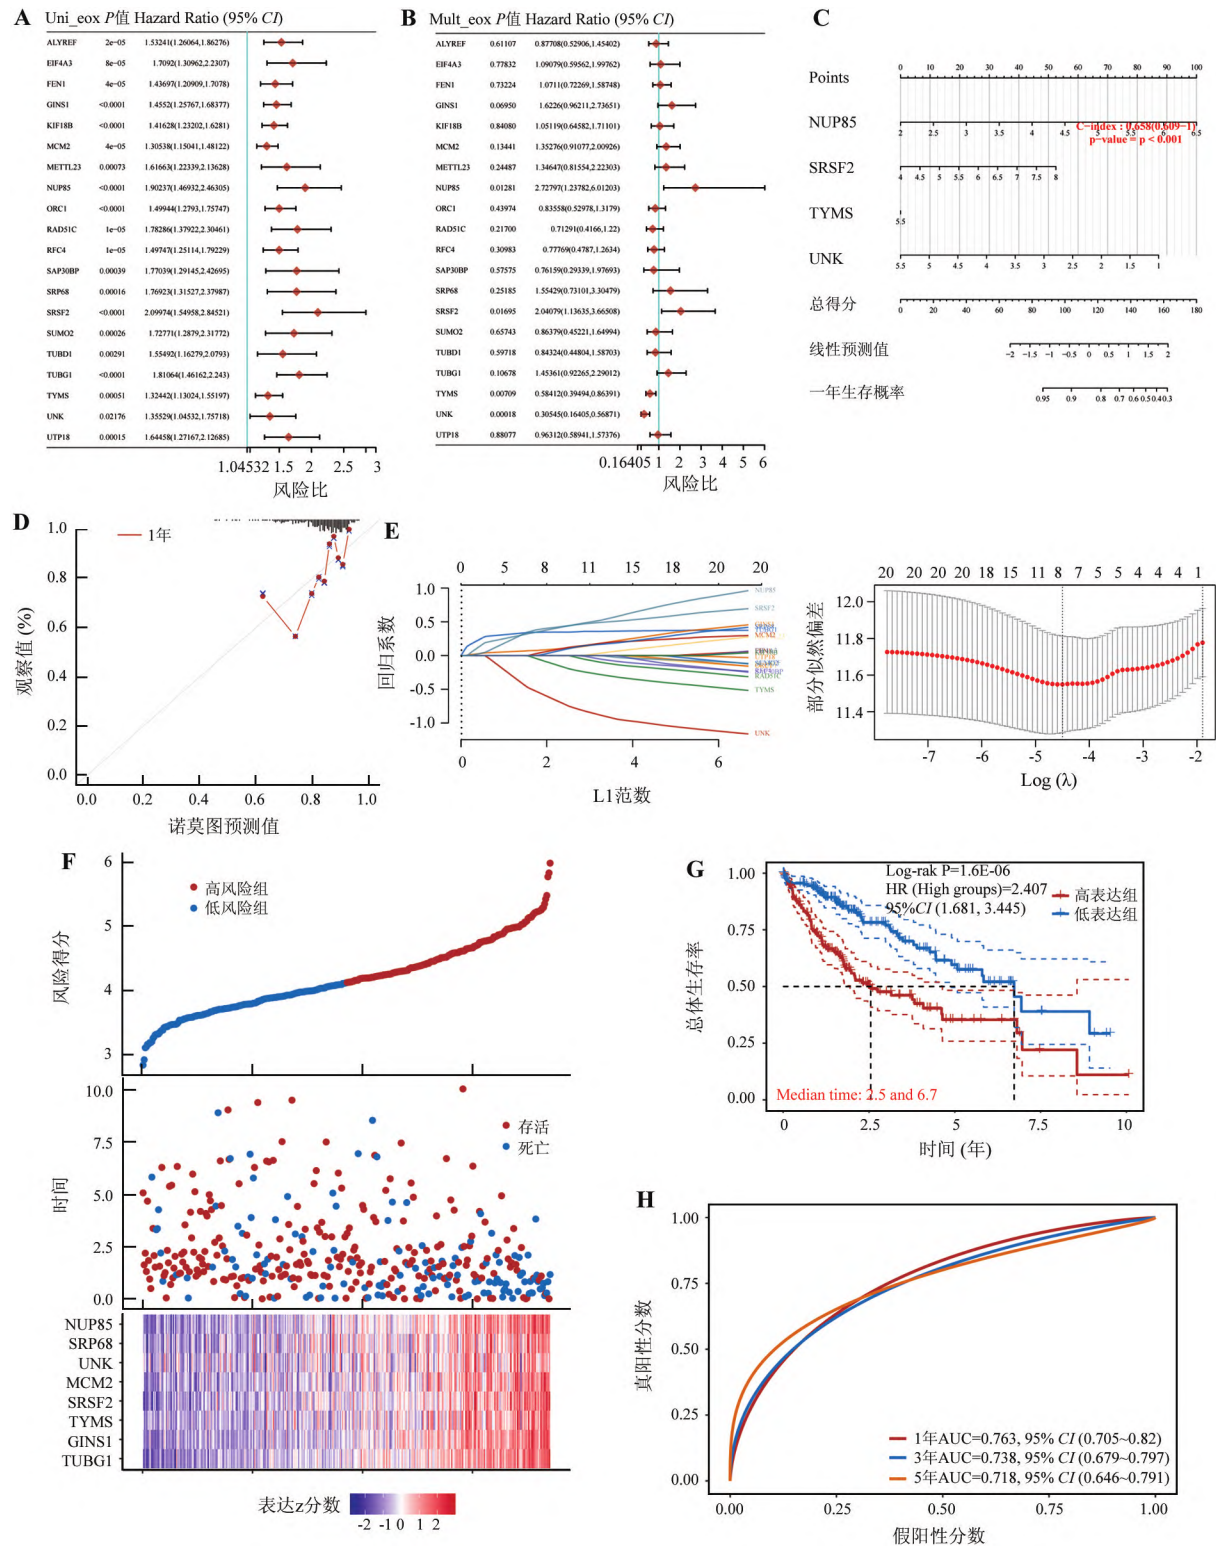 A
Uni_eox P值 Hazard Ratio (95% CI)
ALYREF 2e-05 1.53241(1.26064,1.86276)
EIF4A3 8e-05 1.7092(1.30962,2.2307)
FEN1 4e-05 1.43697(1.20909,1.7078)
GINS1 <0.0001 1.4552(1.25767,1.68377)
KIF18B <0.0001 1.41628(1.23202,1.6281)
MCM2 4e-05 1.30538(1.15041,1.48122)
METTL23 0.00073 1.61663(1.22339,2.13628)
NUP85 <0.0001 1.90237(1.46932,2.46305)
ORC1 <0.0001 1.49944(1.2793,1.75747)
RAD51C 1e-05 1.78286(1.37922,2.30461)
RFC4 1e-05 1.49747(1.25114,1.79229)
SAP30BP 0.00039 1.77039(1.29145,2.42695)
SRP68 0.00016 1.76923(1.31527,2.37987)
SRSF2 <0.0001 2.09974(1.54958,2.84521)
SUMO2 0.00026 1.72771(1.2879,2.31772)
TUBD1 0.00291 1.55492(1.16279,2.0793)
TUBG1 <0.0001 1.81064(1.46162,2.243)
TYMS 0.00051 1.32442(1.13024,1.55197)
UNK 0.02176 1.35529(1.04532,1.75718)
UTP18 0.00015 1.64458(1.27167,2.12685)
1.04532 1.5 2 2.5 3
风险比
B
Mult_eox P值 Hazard Ratio (95% CI)
ALYREF 0.61107 0.87708(0.52906,1.45402)
EIF4A3 0.77832 1.09079(0.59562,1.99762)
FEN1 0.73224 1.0711(0.72269,1.58748)
GINS1 0.06950 1.6226(0.96211,2.73651)
KIF18B 0.84080 1.05119(0.64582,1.71101)
MCM2 0.13441 1.35276(0.91077,2.00926)
METTL23 0.24487 1.34647(0.81554,2.22303)
NUP85 0.01281 2.72797(1.23782,6.01203)
ORC1 0.43974 0.83558(0.52978,1.3179)
RAD51C 0.21700 0.71291(0.4166,1.22)
RFC4 0.30983 0.77769(0.4787,1.2634)
SAP30BP 0.57575 0.76159(0.29339,1.97693)
SRP68 0.25185 1.55429(0.73101,3.30479)
SRSF2 0.01695 2.04079(1.13635,3.66508)
SUMO2 0.65743 0.86379(0.45221,1.64994)
TUBD1 0.59718 0.84324(0.44804,1.58703)
TUBG1 0.10678 1.45361(0.92265,2.29012)
TYMS 0.00709 0.58412(0.39494,0.86391)
UNK 0.00018 0.30545(0.16405,0.56871)
UTP18 0.88077 0.96312(0.58941,1.57376)
0.16405 1 2 3 4 5 6
风险比
C
0 10 20 30 40 50 60 70 80 90 100
Points
NUP85
2 2.5 3 3.5 4 4.5 5 5.5 6 6.5
C-index : 0.658(0.609-1)
p-value = p < 0.001
SRSF2
4 4.5 5 5.5 6 6.5 7 7.5 8
TYMS
5.5
UNK
5.5 5 4.5 4 3.5 3 2.5 2 1.5 1
总得分
0 20 40 60 80 100 120 140 160 180
线性预测值
-2 -1.5 -1 -0.5 0 0.5 1 1.5 2
一年生存概率
0.95 0.9 0.8 0.7 0.6 0.5 0.4 0.3
D
1年
1.0
0.8
0.6
0.4
0.2
0.0
0.0 0.2 0.4 0.6 0.8 1.0
观察值 (%)
诺莫图预测值
E
0 5 8 11 15 18 20 20
1.0
0.5
0.0
-0.5
-1.0
回归系数
NUP85
SRSF2
MCM2
RAD51C
TYMS
UNK
0 2 4 6
L1范数
20 20 20 20 18 15 11 8 7 5 5 4 4 4 1
12.0
11.8
11.6
11.4
部分似然偏差
-7 -6 -5 -4 -3 -2
Log (λ)
F
6
5
4
3
风险得分
高风险组
低风险组
10.0
7.5
5.0
2.5
0.0
时间
存活
死亡
NUP85
SRP68
UNK
MCM2
SRSF2
TYMS
GINS1
TUBG1
表达z分数
-2 -1 0 1 2
G
Log-rak P=1.6E-06
HR (High groups)=2.407
95%CI (1.681, 3.445)
高表达组
低表达组
1.00
0.75
0.50
0.25
0.00
总体生存率
Median time: 2.5 and 6.7
0 2.5 5 7.5 10
时间 (年)
H
1.00
0.75
0.50
0.25
0.00
真阳性分数
1年AUC=0.763, 95% CI (0.705~0.82)
3年AUC=0.738, 95% CI (0.679~0.797)
5年AUC=0.718, 95% CI (0.646~0.791)
0.00 0.25 0.50 0.75 1.00
假阳性分数